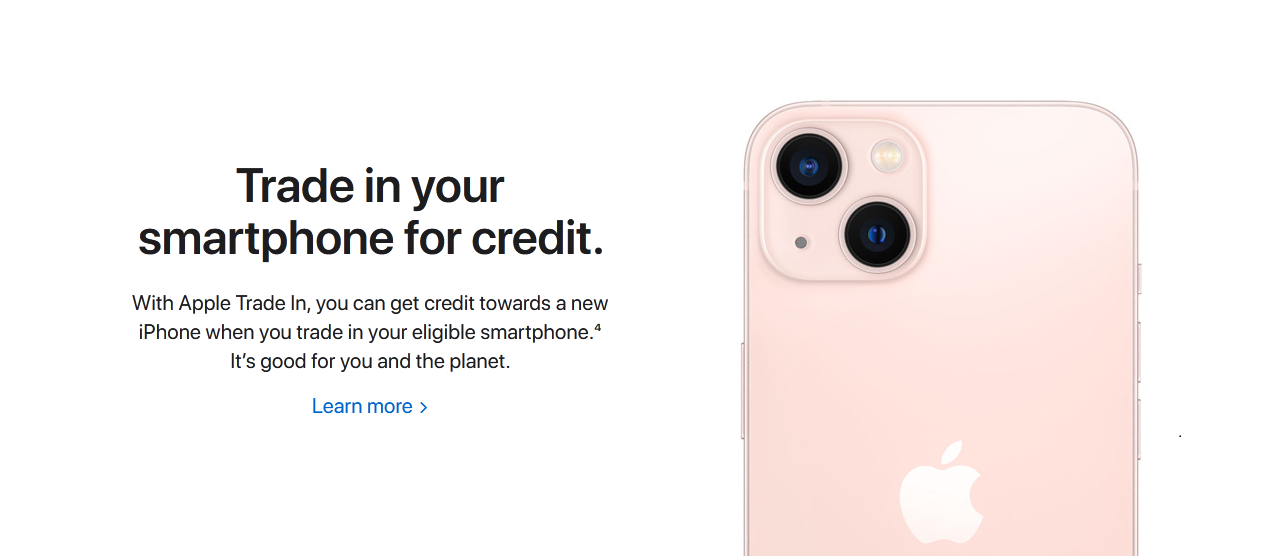 Trade in your
smartphone for credit.
With Apple Trade In, you can get credit towards a new
iPhone when you trade in your eligible smartphone.⁴
It’s good for you and the planet.
Learn more >